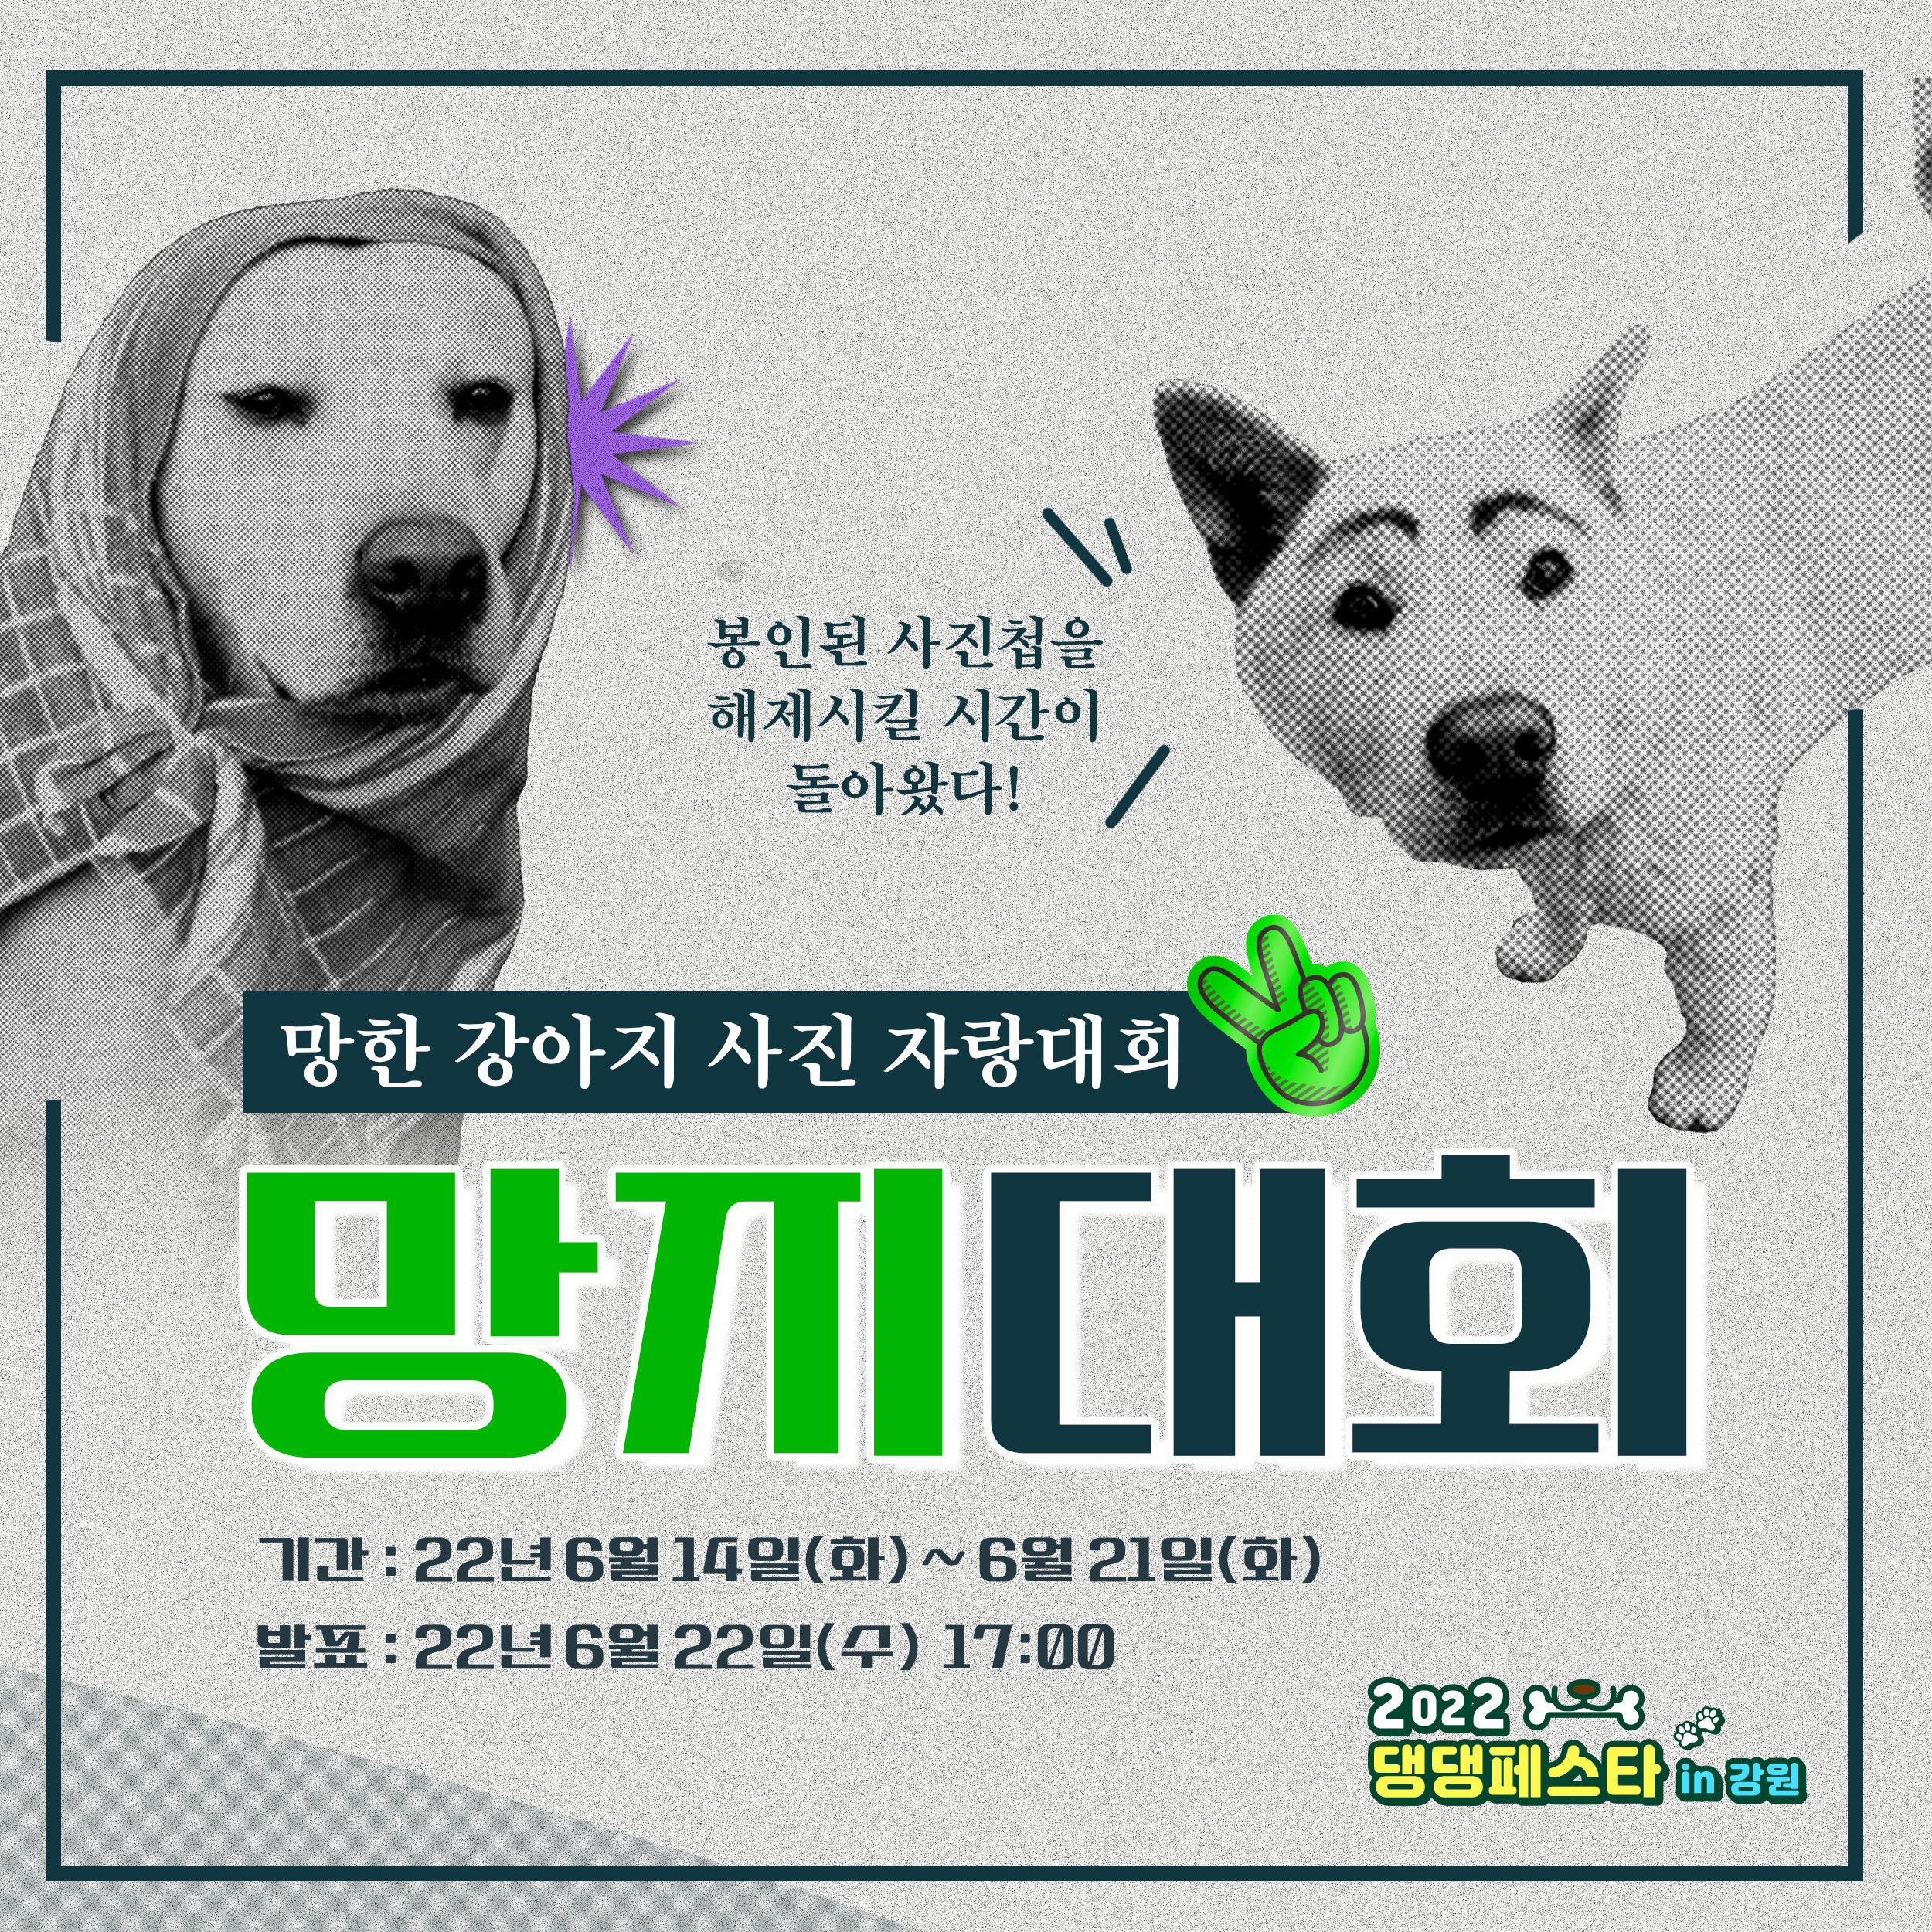 봉인된 사진첩을
해제시킬 시간이
돌아왔다!
망한 강아지 사진 자랑대회
망끼대회
기간 : 22년 6월 14일(화) ~ 6월 21일(화)
발표 : 22년 6월 22일(수) 17:00
2022
댕댕페스타 in 강원